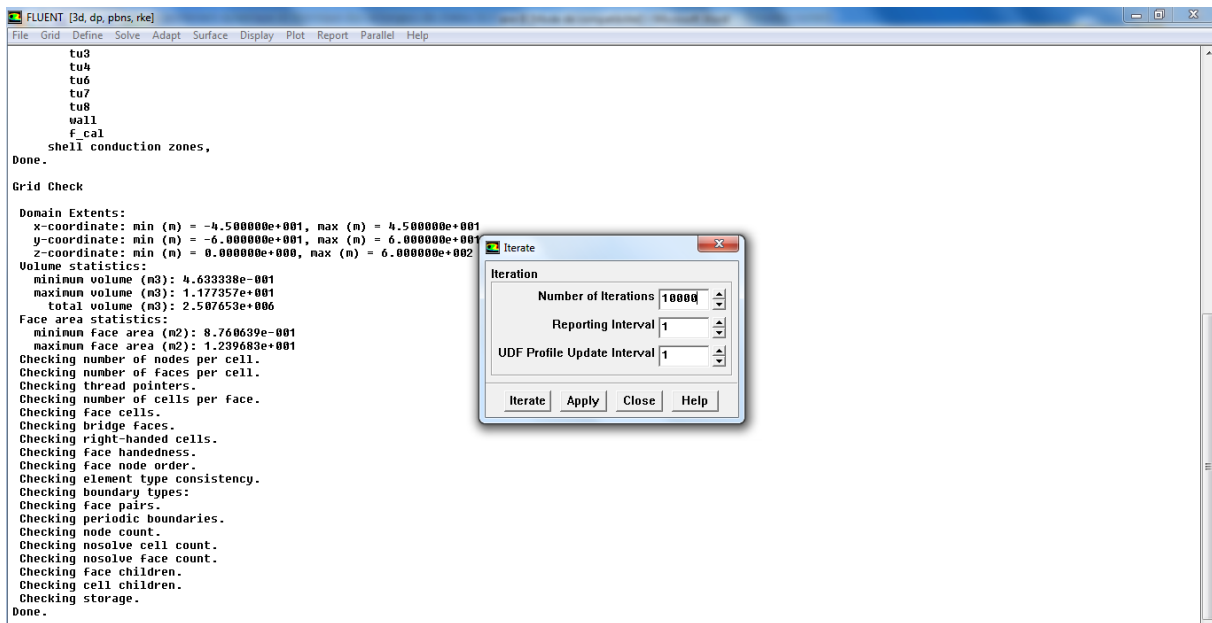 FLUENT [3d, dp, pbns, rke]
File Grid Define Solve Adapt Surface Display Plot Report Parallel Help
tu3
tu4
tu6
tu7
tu8
wall
f_cal
shell conduction zones,
Done.
Grid Check
Domain Extents:
x-coordinate: min (m) = -4.500000e+001, max (m) = 4.500000e+001
y-coordinate: min (m) = -6.000000e+001, max (m) = 6.000000e+001
z-coordinate: min (m) = 0.000000e+000, max (m) = 6.000000e+002
Volume statistics:
minimum volume (m3): 4.633338e-001
maximum volume (m3): 1.177357e+001
total volume (m3): 2.507653e+006
Face area statistics:
minimum face area (m2): 8.760639e-001
maximum face area (m2): 1.239683e+001
Checking number of nodes per cell.
Checking number of faces per cell.
Checking thread pointers.
Checking number of cells per face.
Checking face cells.
Checking bridge faces.
Checking right-handed cells.
Checking face handedness.
Checking face node order.
Checking element type consistency.
Checking boundary types:
Checking face pairs.
Checking periodic boundaries.
Checking node count.
Checking nosolve cell count.
Checking nosolve face count.
Checking face children.
Checking cell children.
Checking storage.
Done.
Iterate
Iteration
Number of Iterations 10000
Reporting Interval 1
UDF Profile Update Interval 1
Iterate Apply Close Help